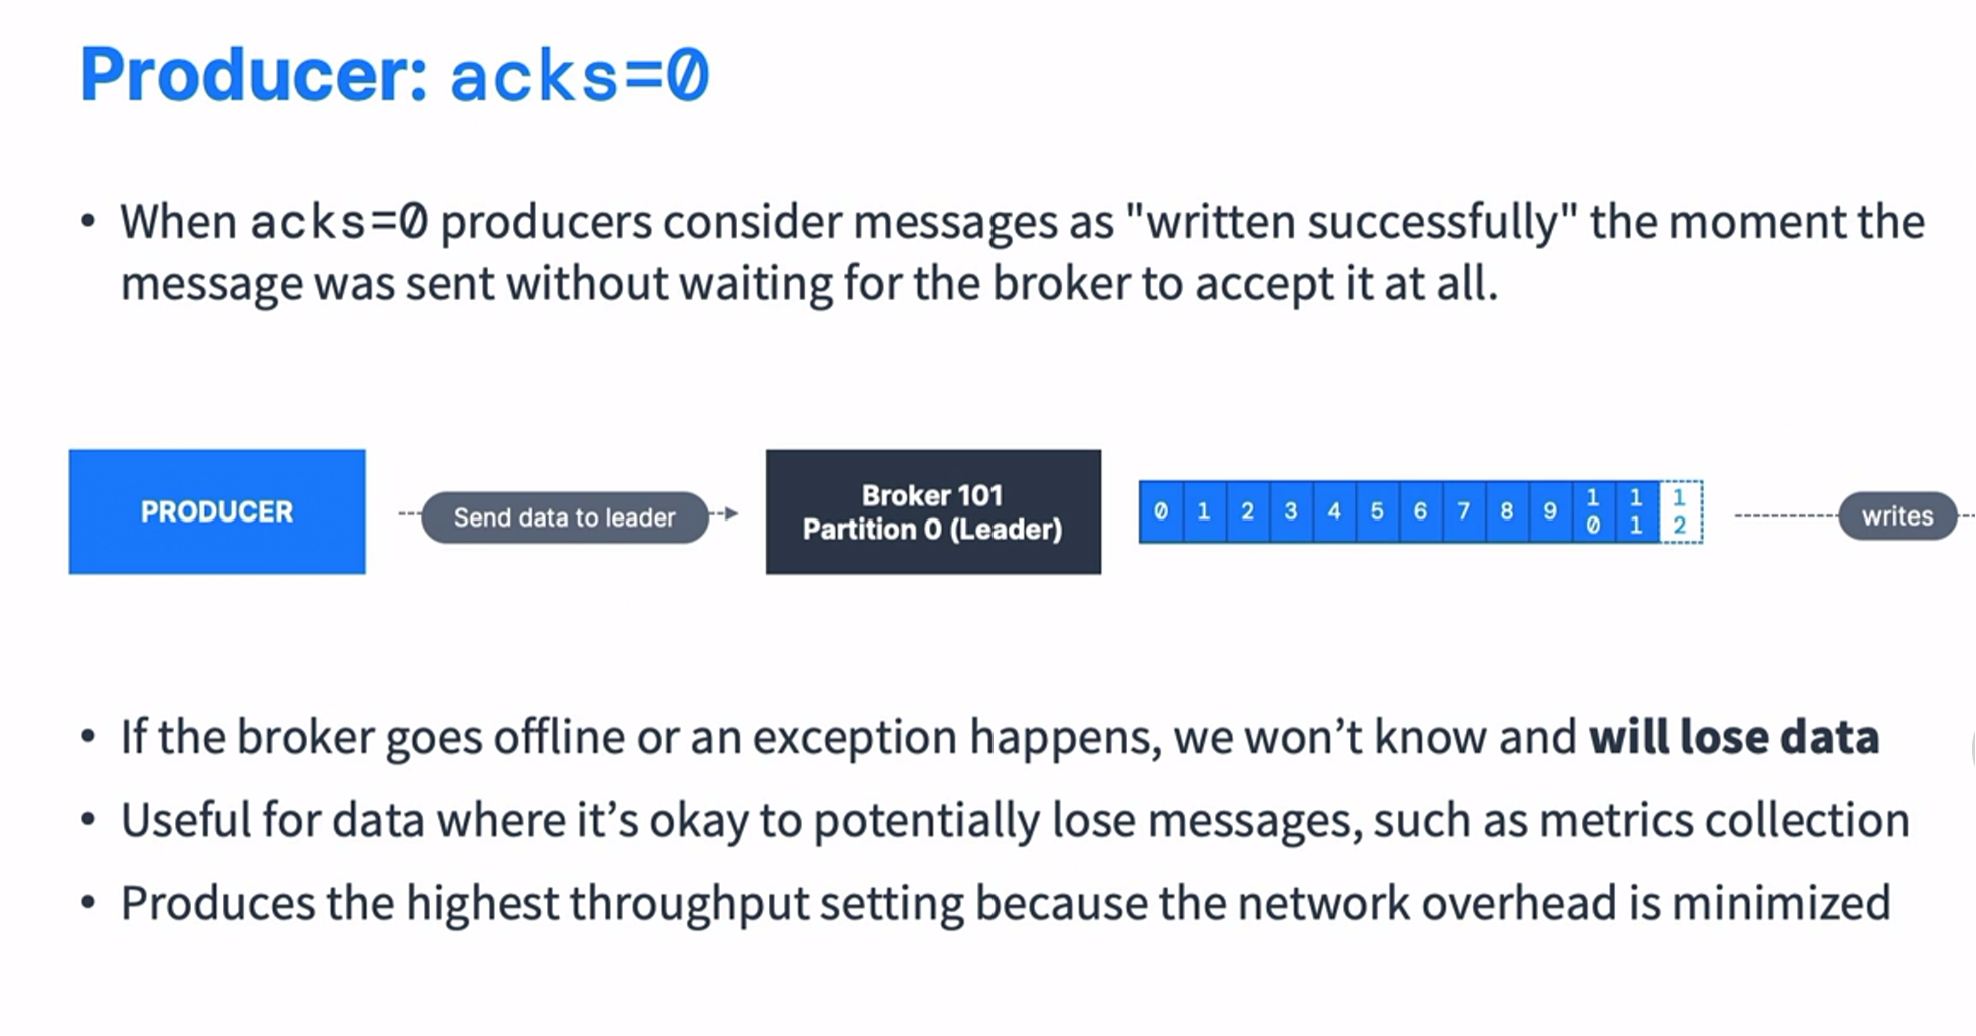 Producer: acks=0
• When acks=0 producers consider messages as "written successfully" the moment the
message was sent without waiting for the broker to accept it at all.
PRODUCER
Send data to leader
Broker 101
Partition 0 (Leader)
0 1 2 3 4 5 6 7 8 9 10 11 12
writes
• If the broker goes offline or an exception happens, we won’t know and will lose data
• Useful for data where it’s okay to potentially lose messages, such as metrics collection
• Produces the highest throughput setting because the network overhead is minimized